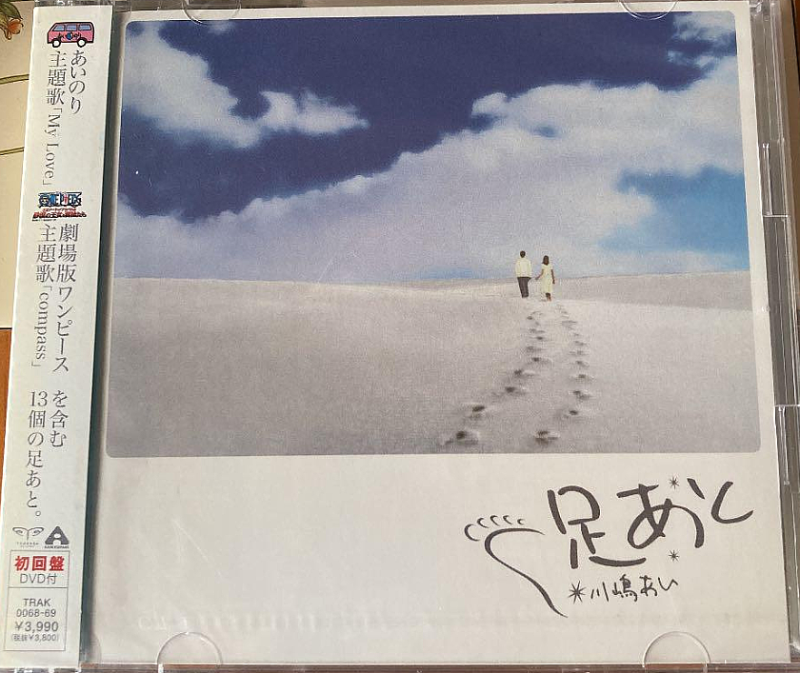 あいのり
主題歌「My Love」
ONE PIECE
劇場版ワンピース
主題歌「compass」
を含む
13個の足あと。
初回盤
DVD付
TRAK
0068-69
¥3,990
(税抜¥3,800)
足あと
川嶋あい